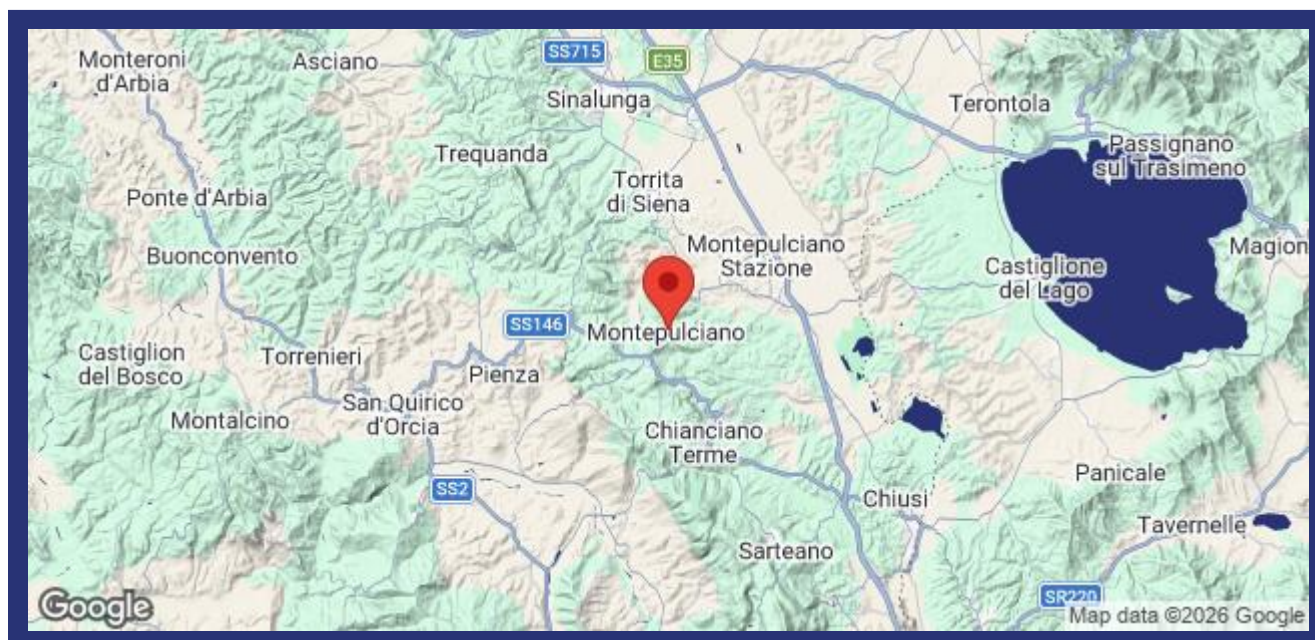 Monteroni
d'Arbia
Asciano
SS715
E35
Sinalunga
Terontola
Trequanda
Passignano
sul Trasimeno
Torrita
di Siena
Ponte d'Arbia
Buonconvento
Montepulciano
Stazione
Magion
Castiglione
del Lago
SS146
Montepulciano
Castiglion
del Bosco
Torrenieri
Pienza
San Quirico
d'Orcia
Montalcino
Chianciano
Terme
Panicale
SS2
Chiusi
Tavernelle
Sarteano
SR220
Google
Map data ©2026 Google